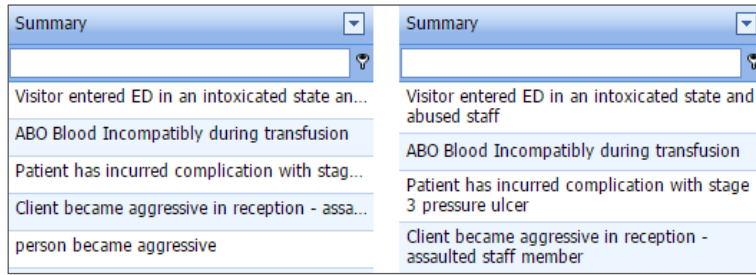 Summary
Visitor entered ED in an intoxicated state an...
ABO Blood Incompatibly during transfusion
Patient has incurred complication with stag...
Client became aggressive in reception - assa...
person became aggressive
Summary
Visitor entered ED in an intoxicated state and
abused staff
ABO Blood Incompatibly during transfusion
Patient has incurred complication with stage
3 pressure ulcer
Client became aggressive in reception -
assaulted staff member